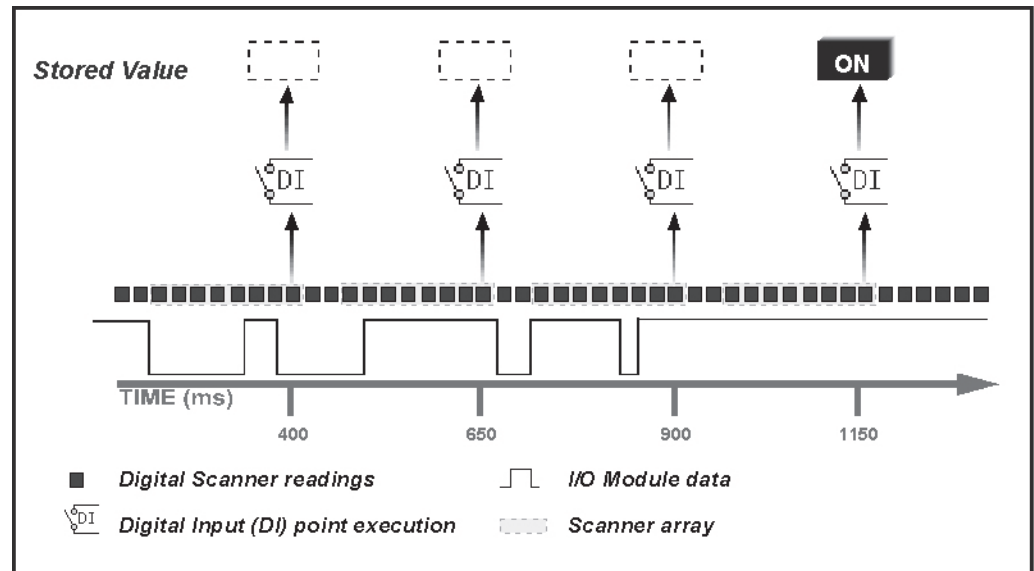 Stored Value
ON
DI DI DI DI
TIME (ms)
400 650 900 1150
Digital Scanner readings
I/O Module data
DI Digital Input (DI) point execution
Scanner array